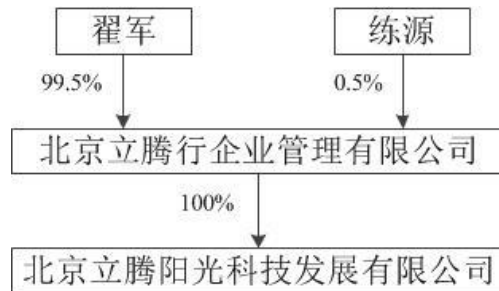 翟军
练源
99.5%
0.5%
北京立腾行企业管理有限公司
100%
北京立腾阳光科技发展有限公司